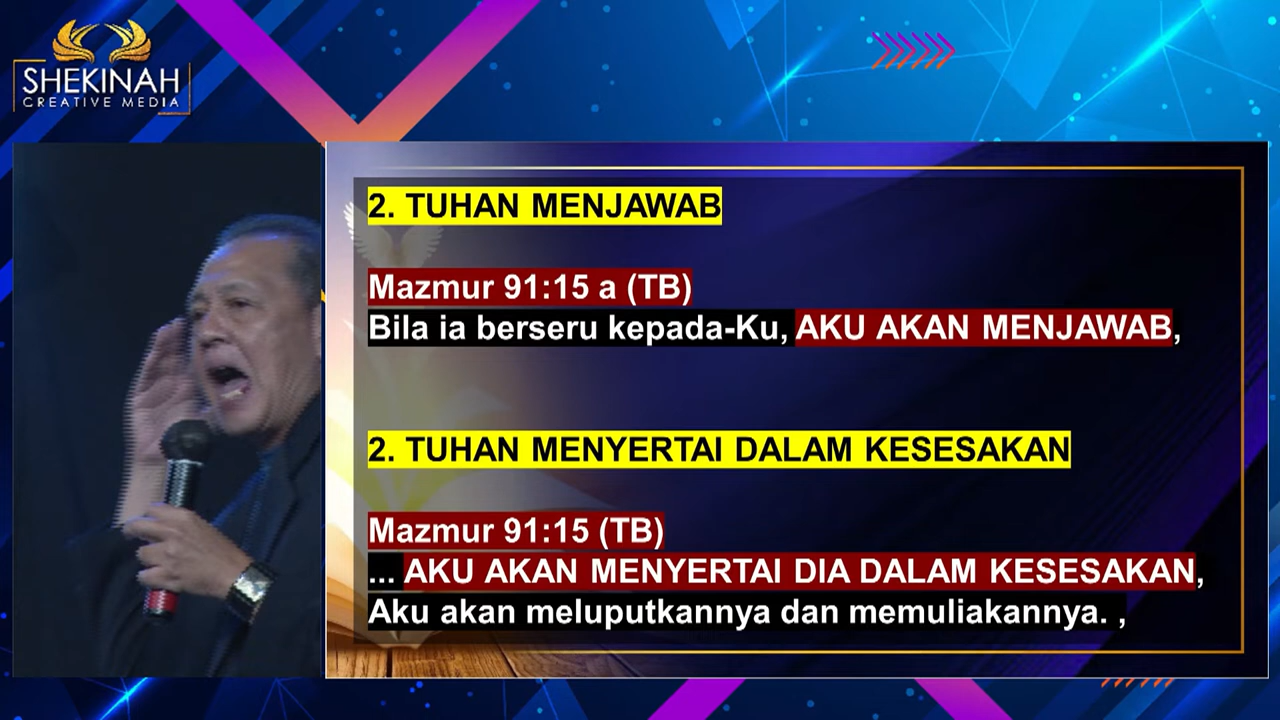 SHEKINAH
CREATIVE MEDIA
2. TUHAN MENJAWAB
Mazmur 91:15 a (TB)
Bila ia berseru kepada-Ku, AKU AKAN MENJAWAB,
2. TUHAN MENYERTAI DALAM KESESAKAN
Mazmur 91:15 (TB)
... AKU AKAN MENYERTAI DIA DALAM KESESAKAN,
Aku akan meluputkannya dan memuliakannya. ,